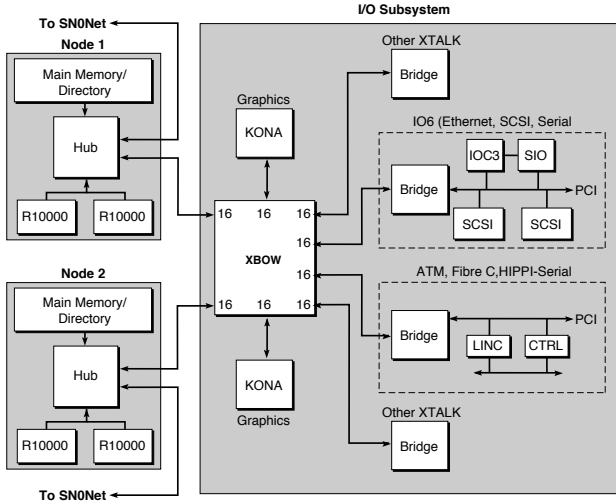 I/O Subsystem
To SN0Net
Node 1
Main Memory/
Directory
Hub
R10000 R10000
Node 2
Main Memory/
Directory
Hub
R10000 R10000
To SN0Net
Graphics
KONA
16 16 16
16
XBOW
16
16 16 16
KONA
Graphics
Other XTALK
Bridge
IO6 (Ethernet, SCSI, Serial
IOC3 SIO
Bridge
PCI
SCSI SCSI
ATM, Fibre C,HIPPI-Serial
Bridge
PCI
LINC CTRL
Other XTALK
Bridge